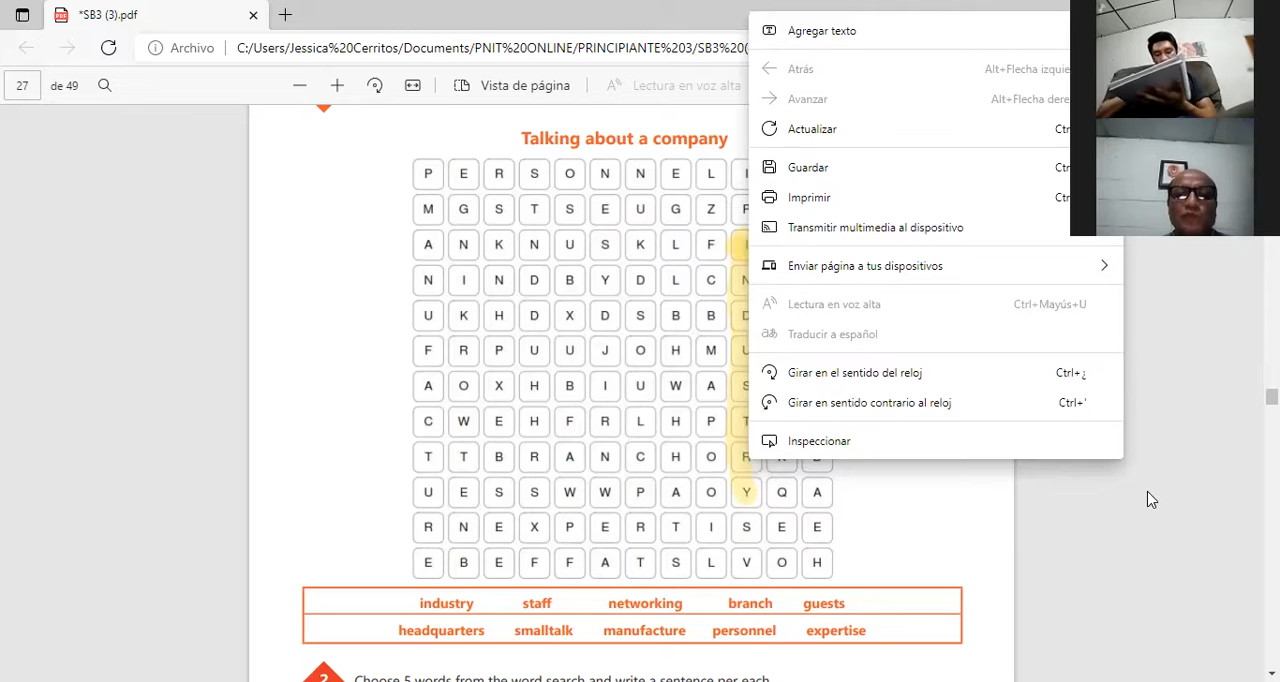 *SB3 (3).pdf
Archivo C:/Users/Jessica%20Cerritos/Documents/PNIT%20ONLINE/PRINCIPIANTE%203/SB3%20(
27 de 49 Vista de página Lectura en voz alta
Talking about a company
P E R S O N N E L
M G S T S E U G Z
A N K N U S K L F I
N I N D B Y D L C N
U K H D X D S B B D
F R P U U J O H M U
A O X H B I U W A S
C W E H F R L H P T
T T B R A N C H O R
U E S S W W P A O Y Q A
R N E X P E R T I S E E
E B E F F A T S L V O H
industry staff networking branch guests
headquarters smalltalk manufacture personnel expertise
2 Choose 5 words from the word search and write a sentence per each
Agregar texto
Atrás Alt+Flecha izquie
Avanzar Alt+Flecha dere
Actualizar Ctr
Guardar Ctr
Imprimir Ctr
Transmitir multimedia al dispositivo
Enviar página a tus dispositivos
Lectura en voz alta Ctrl+Mayús+U
Traducir a español
Girar en el sentido del reloj Ctrl+¿
Girar en sentido contrario al reloj Ctrl+'
Inspeccionar